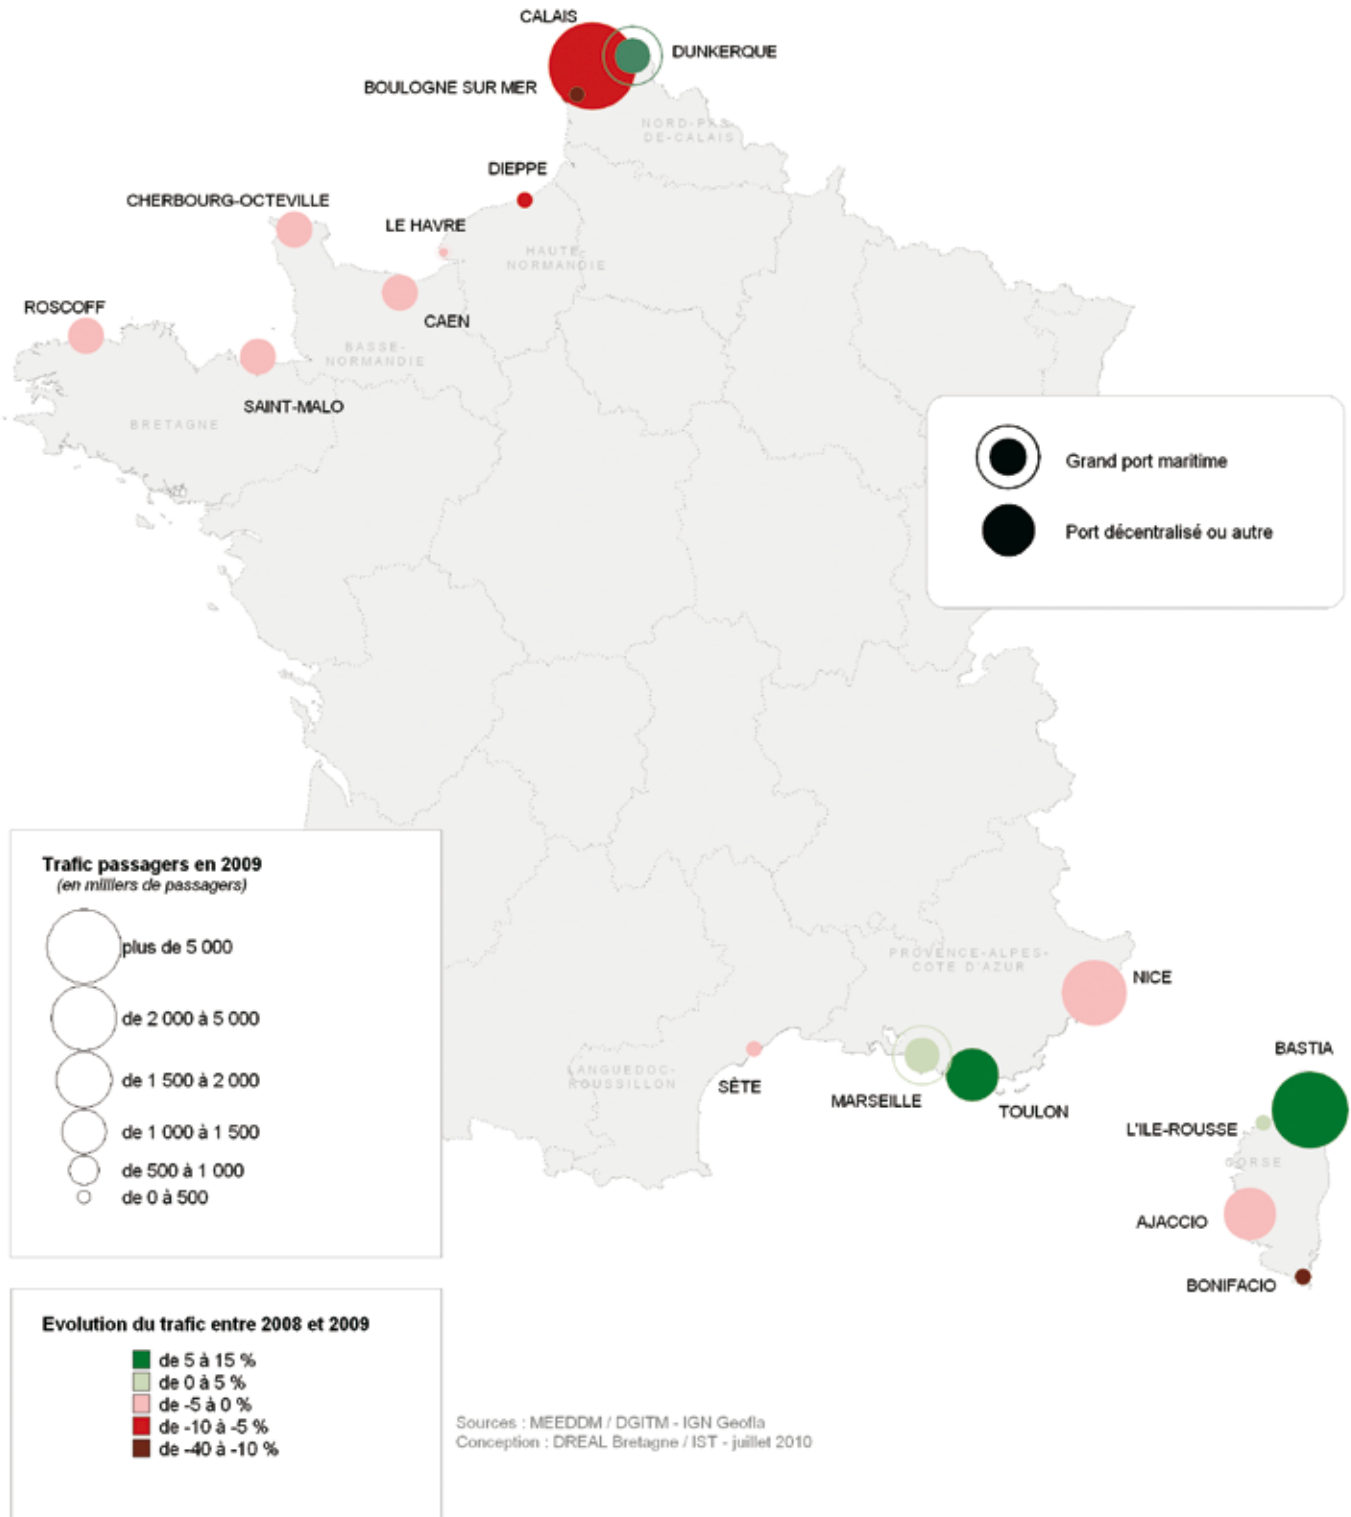 CALAIS
DUNKERQUE
BOULOGNE SUR MER
NORD-PAS-
DE-CALAIS
DIEPPE
CHERBOURG-OCTEVILLE
LE HAVRE
HAUTE-
NORMANDIE
ROSCOFF
CAEN
BASSE-
NORMANDIE
SAINT-MALO
BRETAGNE
Grand port maritime
Port décentralisé ou autre
Trafic passagers en 2009
(en milliers de passagers)
plus de 5 000
de 2 000 à 5 000
de 1 500 à 2 000
de 1 000 à 1 500
de 500 à 1 000
de 0 à 500
PROVENCE-ALPES-
COTE D'AZUR
NICE
BASTIA
LANGUEDOC-
ROUSSILLON
SÈTE
MARSEILLE
TOULON
L'ILE-ROUSSE
CORSE
AJACCIO
BONIFACIO
Evolution du trafic entre 2008 et 2009
de 5 à 15 %
de 0 à 5 %
de -5 à 0 %
de -10 à -5 %
de -40 à -10 %
Sources : MEEDDM / DGITM - IGN Geofla
Conception : DREAL Bretagne / IST - juillet 2010